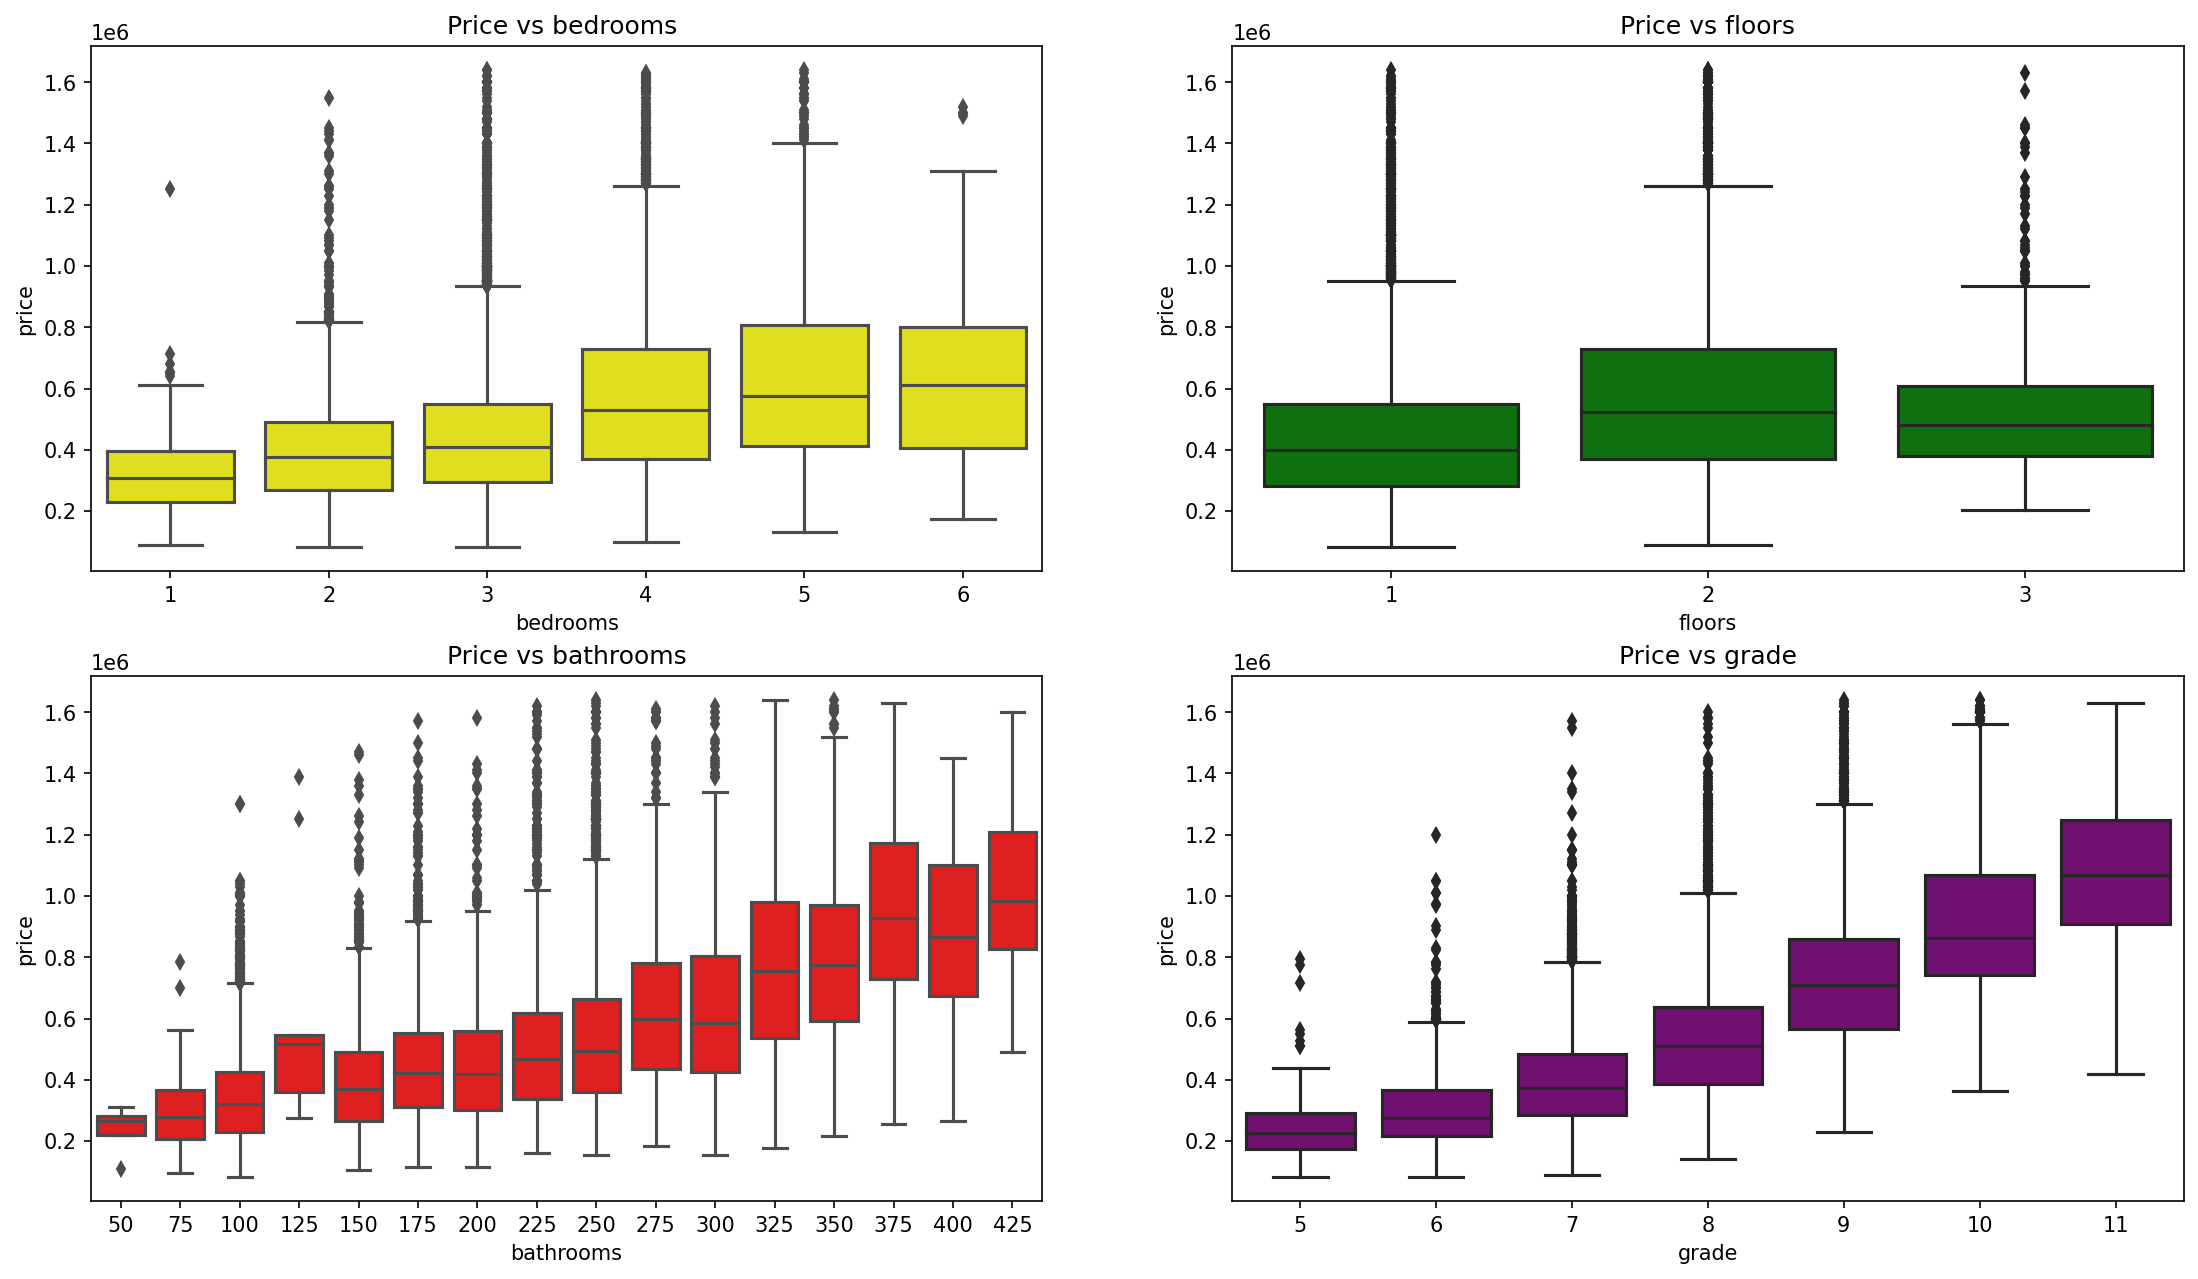 Price vs bedrooms
1e6
1.6
1.4
1.2
1.0
0.8
0.6
0.4
0.2
price
1 2 3 4 5 6
bedrooms
Price vs floors
1e6
1.6
1.4
1.2
1.0
0.8
0.6
0.4
0.2
price
1 2 3
floors
Price vs bathrooms
1e6
1.6
1.4
1.2
1.0
0.8
0.6
0.4
0.2
price
50 75 100 125 150 175 200 225 250 275 300 325 350 375 400 425
bathrooms
Price vs grade
1e6
1.6
1.4
1.2
1.0
0.8
0.6
0.4
0.2
price
5 6 7 8 9 10 11
grade